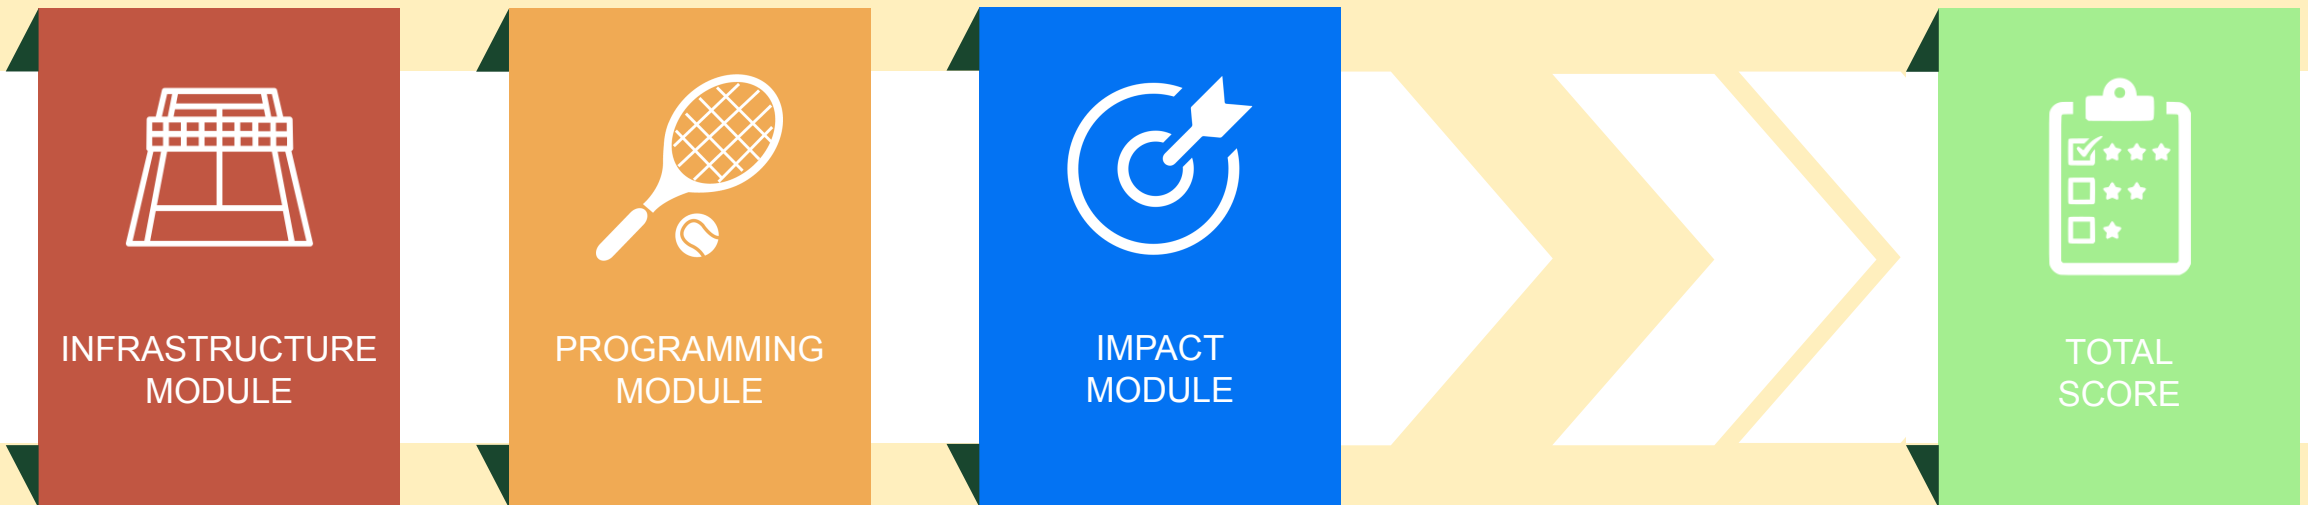 INFRASTRUCTURE
MODULE
PROGRAMMING
MODULE
IMPACT
MODULE
TOTAL
SCORE